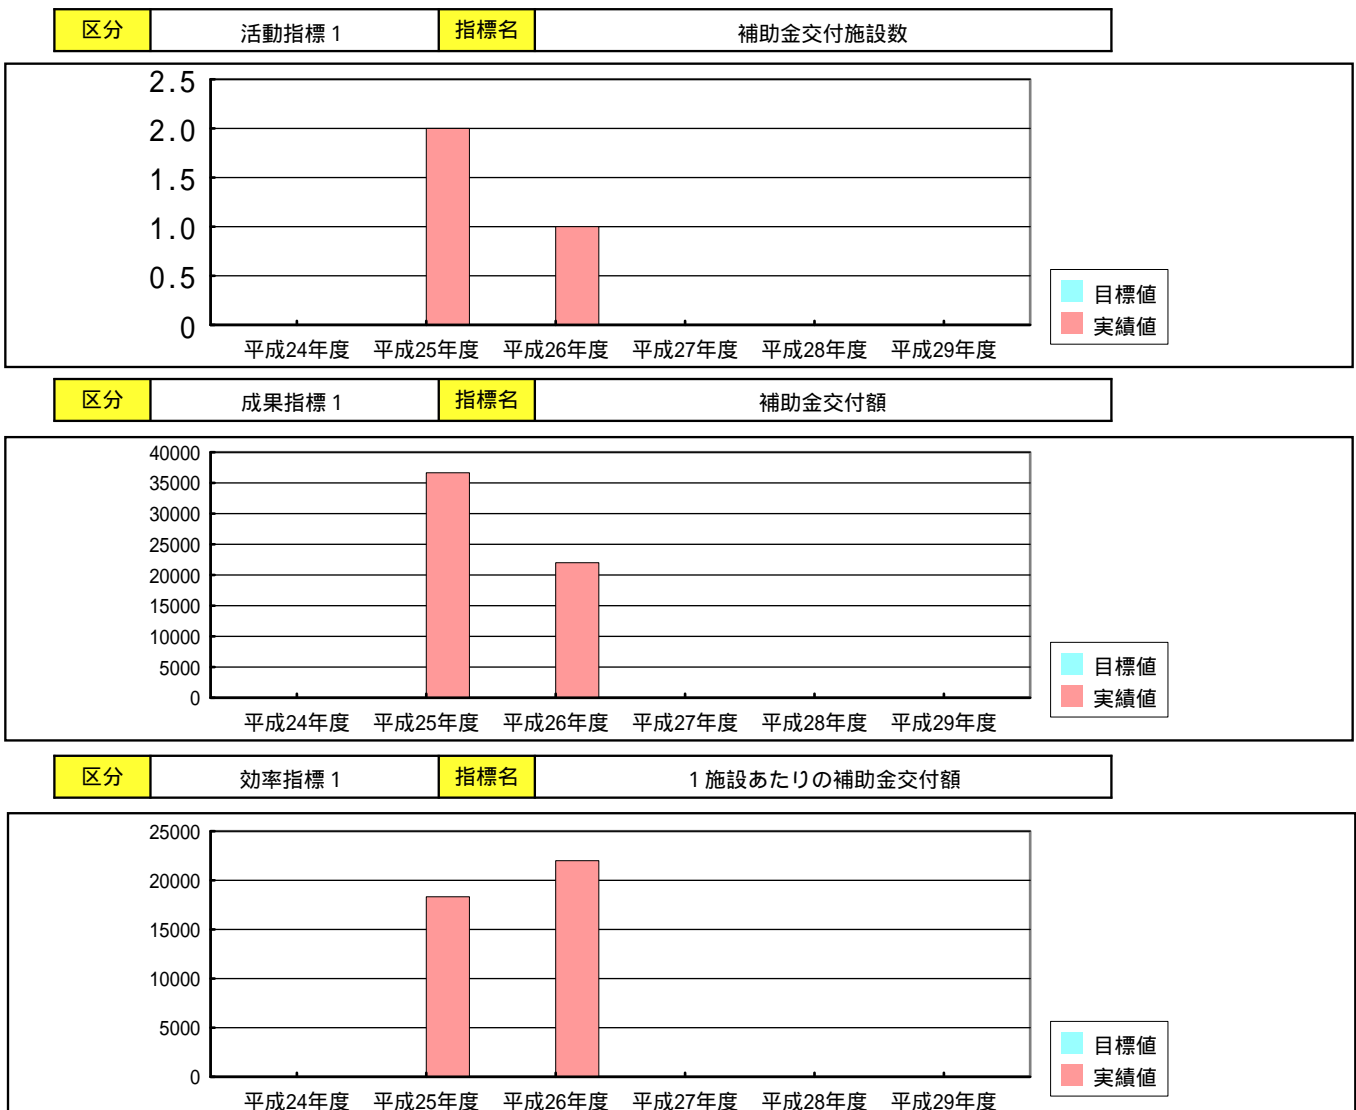 区分 活動指標１ 指標名 補助金交付施設数
2.5
2.0
1.5
1.0
0.5
0
平成24年度 平成25年度 平成26年度 平成27年度 平成28年度 平成29年度
目標値
実績値
区分 成果指標１ 指標名 補助金交付額
40000
35000
30000
25000
20000
15000
10000
5000
0
平成24年度 平成25年度 平成26年度 平成27年度 平成28年度 平成29年度
目標値
実績値
区分 効率指標１ 指標名 １施設あたりの補助金交付額
25000
20000
15000
10000
5000
0
平成24年度 平成25年度 平成26年度 平成27年度 平成28年度 平成29年度
目標値
実績値